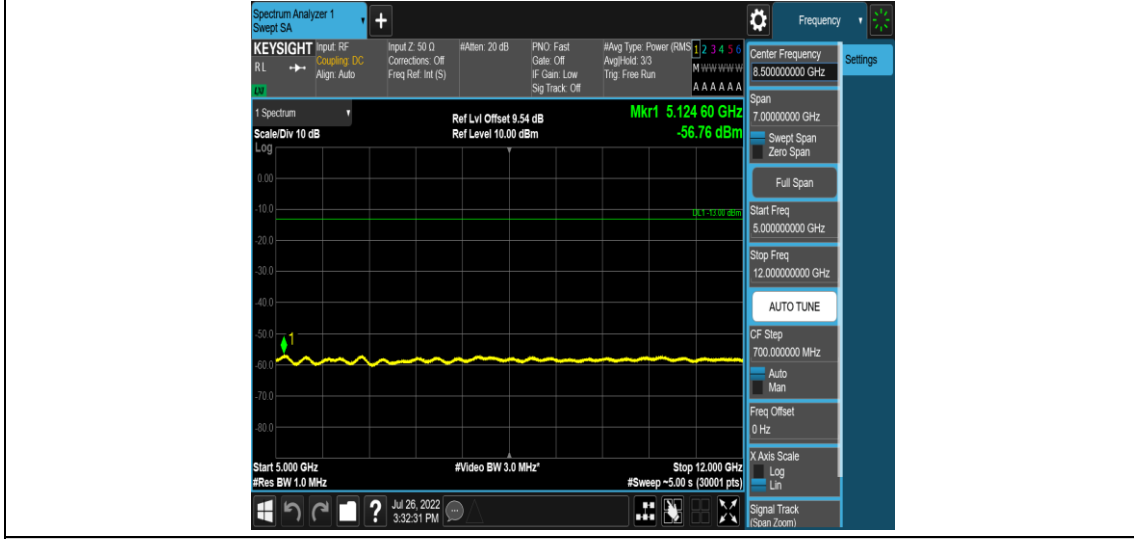 Spectrum Analyzer 1
Swept SA
+
Frequency
KEYSIGHT
RL
Input: RF
Coupling: DC
Align: Auto
Input Z: 50 Ω
Corrections: Off
Freq Ref: Int (S)
#Atten: 20 dB
PNO: Fast
Gate: Off
IF Gain: Low
Sig Track: Off
#Avg Type: Power (RMS
Avg|Hold: 3/3
Trig: Free Run
1 2 3 4 5 6
M W W W W W
A A A A A A
1 Spectrum
Scale/Div 10 dB
Log
Ref Lvl Offset 9.54 dB
Ref Level 10.00 dBm
Mkr1 5.124 60 GHz
-56.76 dBm
0.00
-10.0
-20.0
-30.0
-40.0
-50.0
-60.0
-70.0
-80.0
DL1 -13.00 dBm
1
Start 5.000 GHz
#Res BW 1.0 MHz
#Video BW 3.0 MHz*
Stop 12.000 GHz
#Sweep ~5.00 s (30001 pts)
Center Frequency
8.500000000 GHz
Settings
Span
7.00000000 GHz
Swept Span
Zero Span
Full Span
Start Freq
5.000000000 GHz
Stop Freq
12.000000000 GHz
AUTO TUNE
CF Step
700.000000 MHz
Auto
Man
Freq Offset
0 Hz
X Axis Scale
Log
Lin
Signal Track
(Span Zoom)
?
Jul 26, 2022
3:32:31 PM